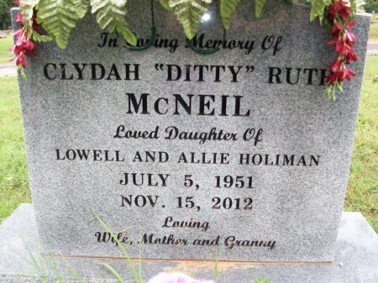 In Loving Memory Of
CLYDAH "DITTY" RUTH
McNEIL
Loved Daughter Of
LOWELL AND ALLIE HOLIMAN
JULY 5, 1951
NOV. 15, 2012
Loving
Wife, Mother and Granny